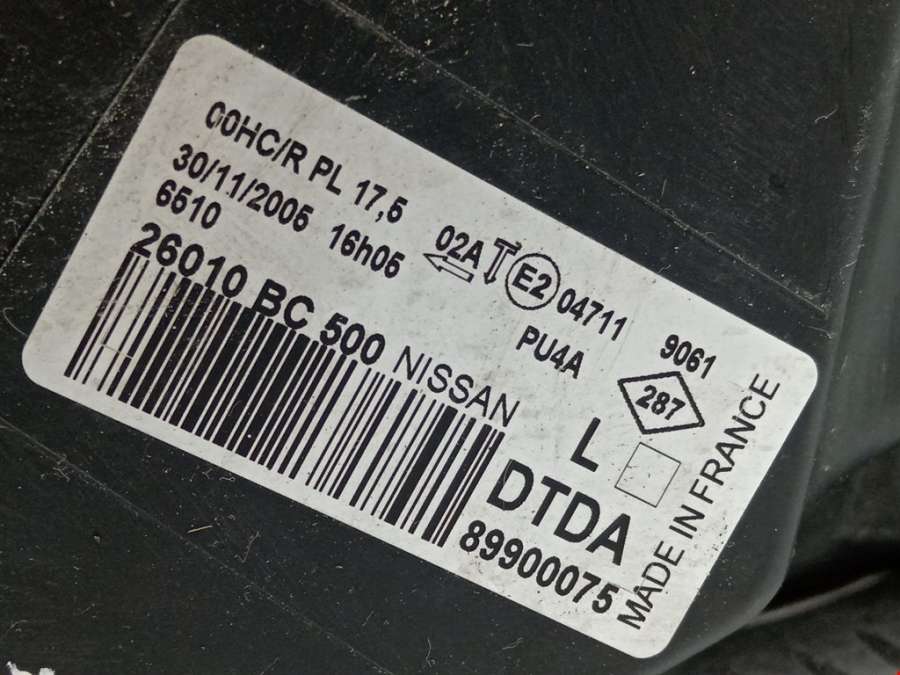 00HC/R PL 17,5
30/11/2005 16h05
6510
02A E2 04711
PU4A
26010 BC 500 NISSAN
9061
287
L
DTDA
89900075
MADE IN FRANCE